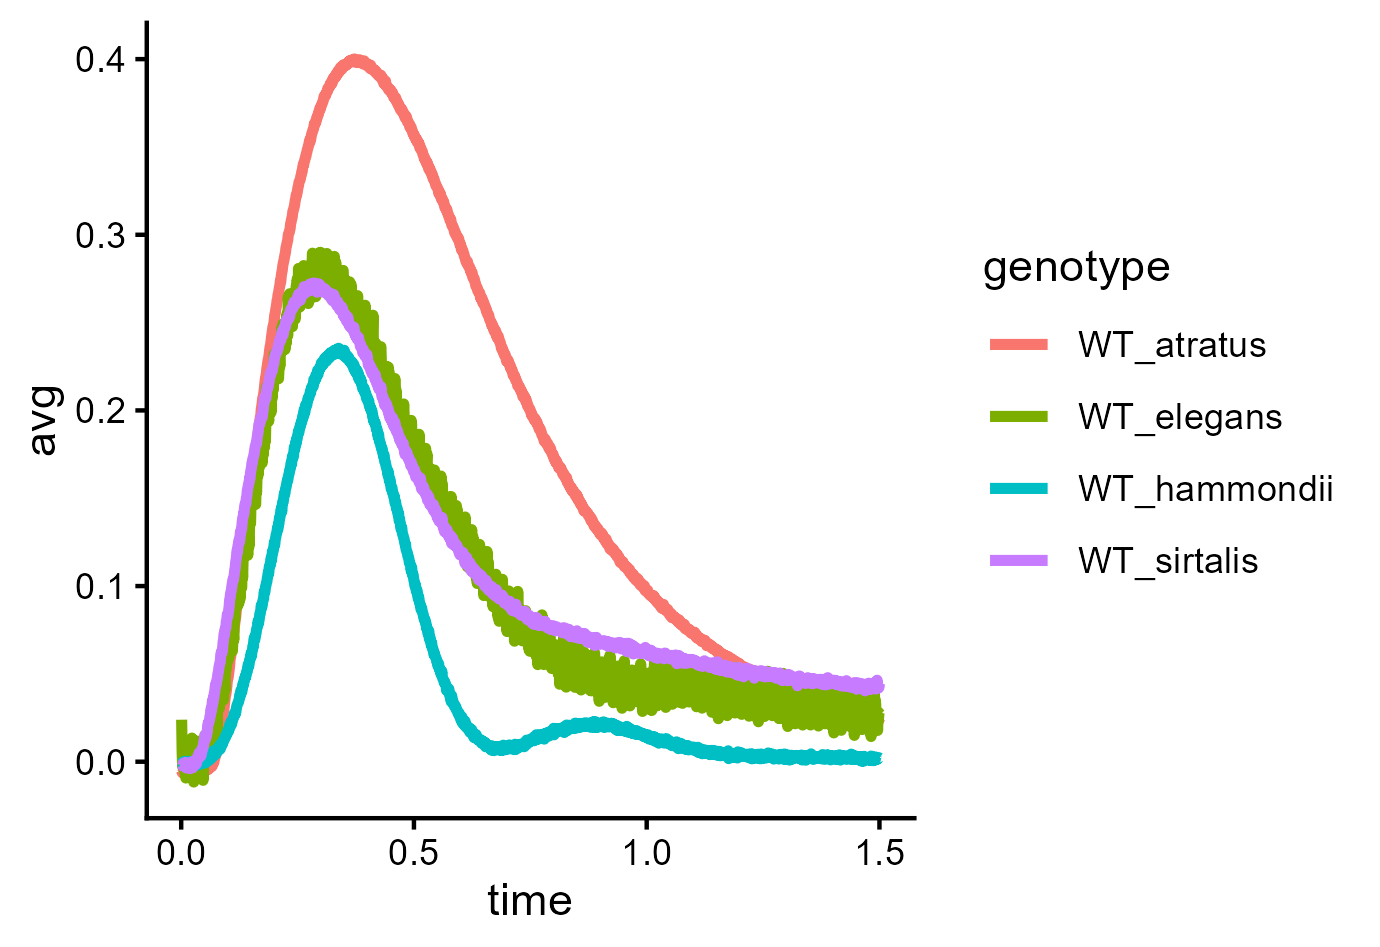 0.4
0.3
0.2
0.1
0.0
avg
0.0 0.5 1.0 1.5
time
genotype
WT_atratus
WT_elegans
WT_hammondii
WT_sirtalis